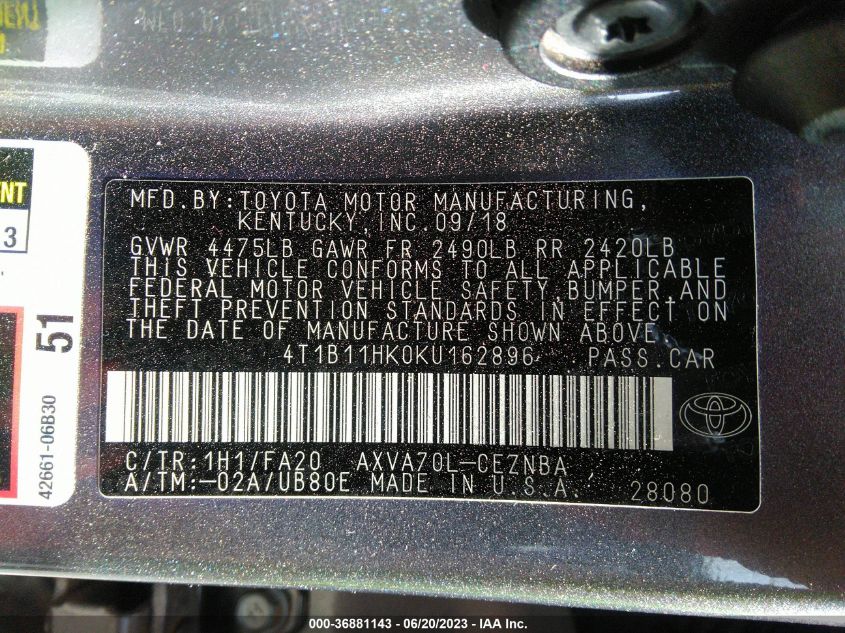 ENT
3
51
42661-06B30
MFD.BY:TOYOTA MOTOR MANUFACTURING,
KENTUCKY,INC.09/18
GVWR 4475LB GAWR FR 2490LB RR 2420LB
THIS VEHICLE CONFORMS TO ALL APPLICABLE
FEDERAL MOTOR VEHICLE SAFETY,BUMPER,AND
THEFT PREVENTION STANDARDS IN EFFECT ON
THE DATE OF MANUFACTURE SHOWN ABOVE.
4T1B11HK0KU162896 PASS.CAR
C/TR:1H1/FA20 AXVA70L-CEZNBA
A/TM:-02A/UB80E MADE IN U.S.A. 28080
000-36881143 - 06/20/2023 - IAA Inc.